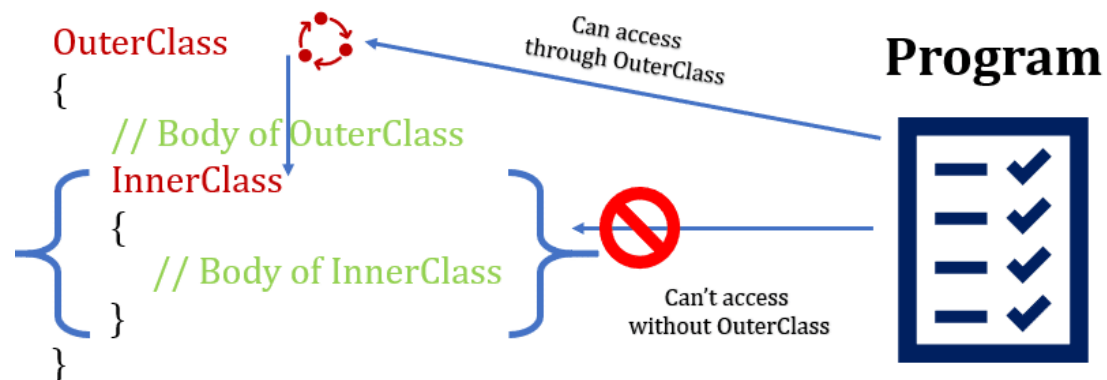 OuterClass
{
// Body of OuterClass
InnerClass
{
// Body of InnerClass
}
}
Can access
through OuterClass
Program
Can’t access
without OuterClass